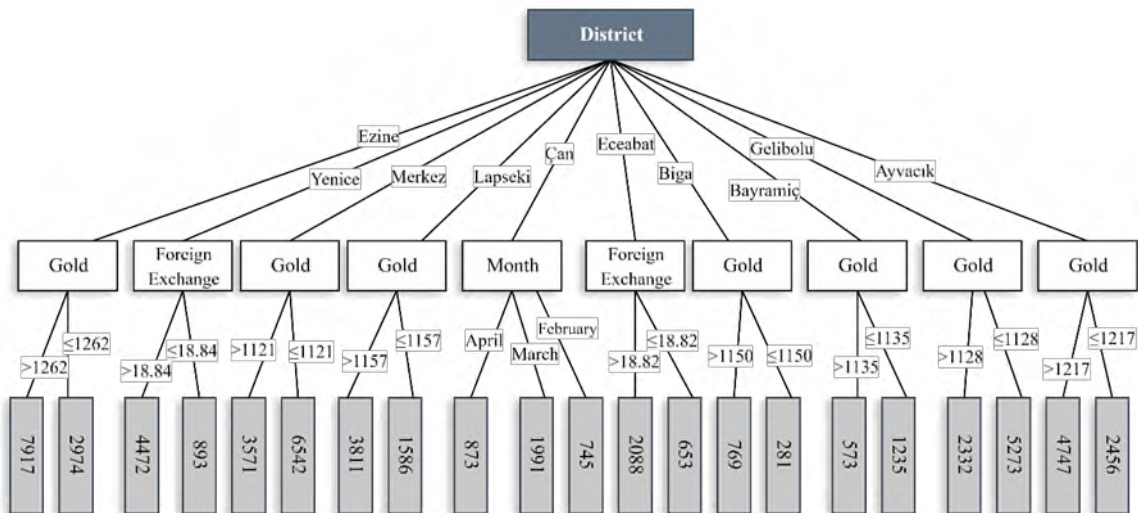 District
Ezine
Yenice
Merkez
Lapseki
Çan
Eceabat
Biga
Bayramiç
Gelibolu
Ayvacık
Gold
Foreign
Exchange
Gold
Gold
Month
Foreign
Exchange
Gold
Gold
Gold
Gold
>1262
≤1262
>18.84
≤18.84
>1121
≤1121
>1157
≤1157
April
March
February
>18.82
≤18.82
>1150
≤1150
>1135
≤1135
>1128
≤1128
>1217
≤1217
7917
2974
4472
893
3571
6542
3811
1586
873
1991
745
2088
653
769
281
573
1235
2332
5273
4747
2456